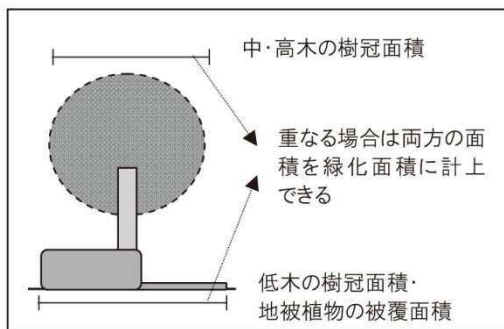 中・高木の樹冠面積
重なる場合は両方の面
積を緑化面積に計上
できる
低木の樹冠面積・
地被植物の被覆面積